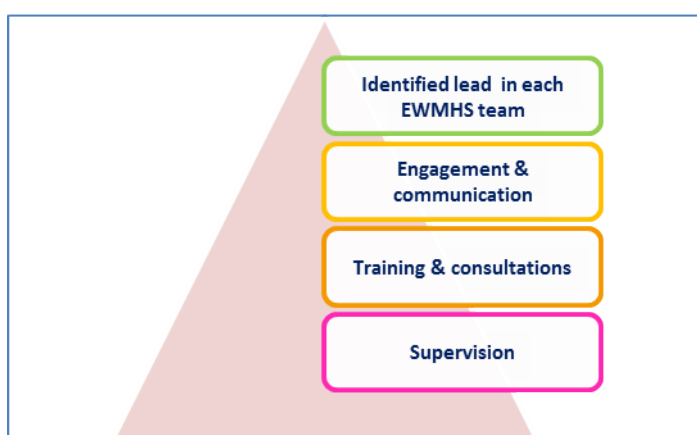 Identified lead in each
EWMHS team
Engagement &
communication
Training & consultations
Supervision